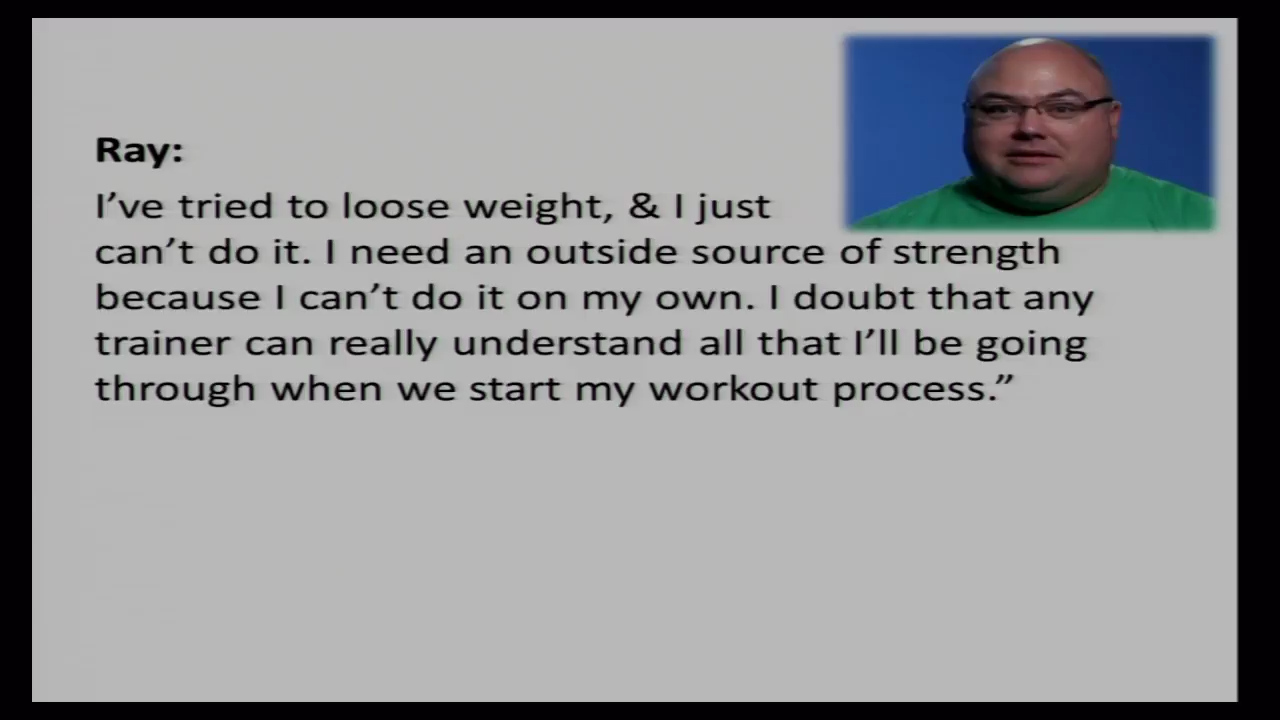 Ray:
I’ve tried to loose weight, & I just
can’t do it. I need an outside source of strength
because I can’t do it on my own. I doubt that any
trainer can really understand all that I’ll be going
through when we start my workout process.”